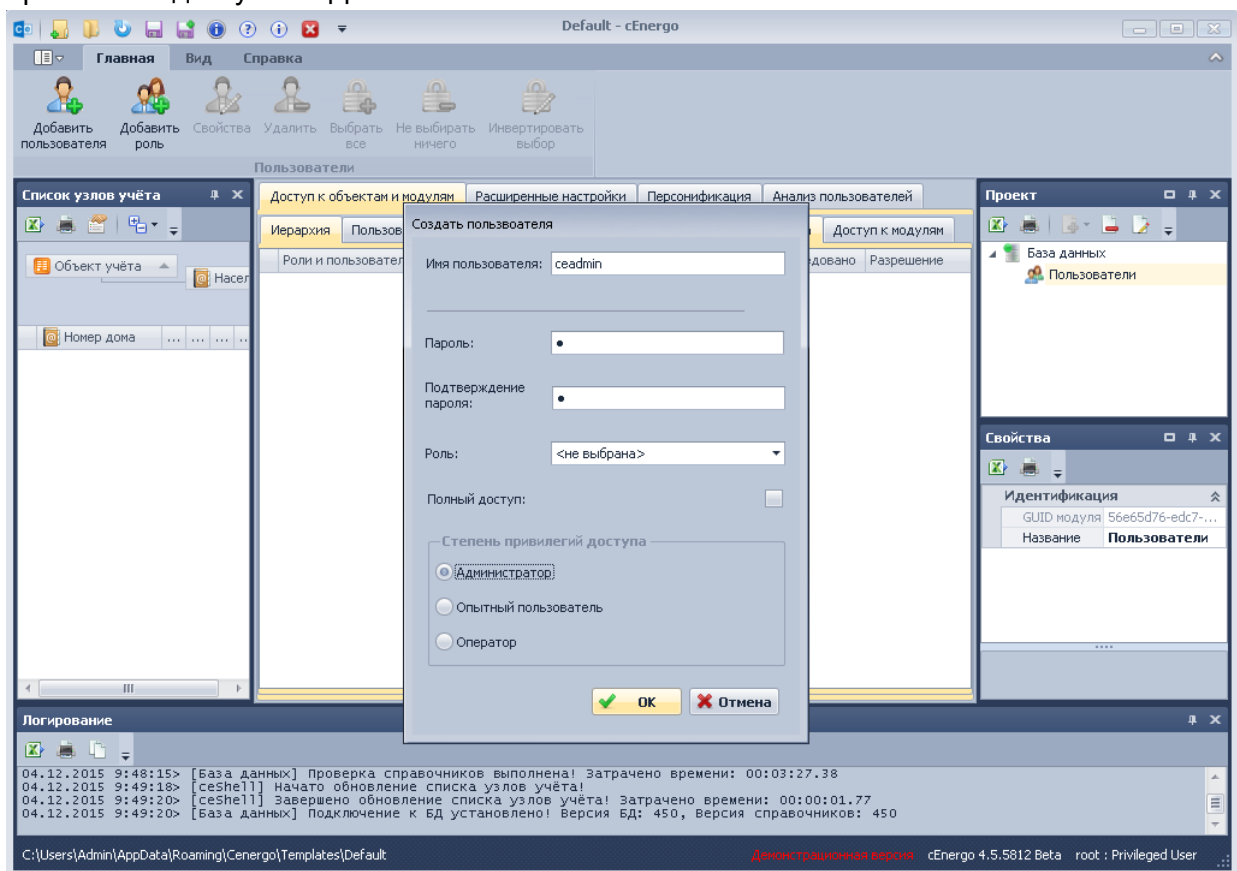 Default - cEnergo
Главная Вид Справка
Добавить пользователя
Добавить роль
Свойства
Удалить
Выбрать все
Не выбирать ничего
Инвертировать выбор
Пользователи
Список узлов учёта
Объект учёта
Насел
Номер дома ... ... ... ..
Доступ к объектам и модулям Расширенные настройки Персонификация Анализ пользователей
Иерархия Пользов Доступ к модулям
Роли и пользовател довано Разрешение
Создать пользвоателя
Имя пользователя: ceadmin
Пароль: •
Подтверждение пароля: •
Роль: <не выбрана>
Полный доступ:
Степень привилегий доступа
Администратор
Опытный пользователь
Оператор
ОК Отмена
Проект
База данных
Пользователи
Свойства
Идентификация
GUID модуля 56e65d76-edc7-...
Название Пользователи
Логирование
04.12.2015 9:48:15> [База данных] Проверка справочников выполнена! Затрачено времени: 00:03:27.38
04.12.2015 9:49:18> [ceShell] Начато обновление списка узлов учёта!
04.12.2015 9:49:20> [ceShell] Завершено обновление списка узлов учёта! Затрачено времени: 00:00:01.77
04.12.2015 9:49:20> [База данных] Подключение к БД установлено! Версия БД: 450, Версия справочников: 450
C:\Users\Admin\AppData\Roaming\Cenergo\Templates\Default Демонстрационная версия cEnergo 4.5.5812 Beta root : Privileged User